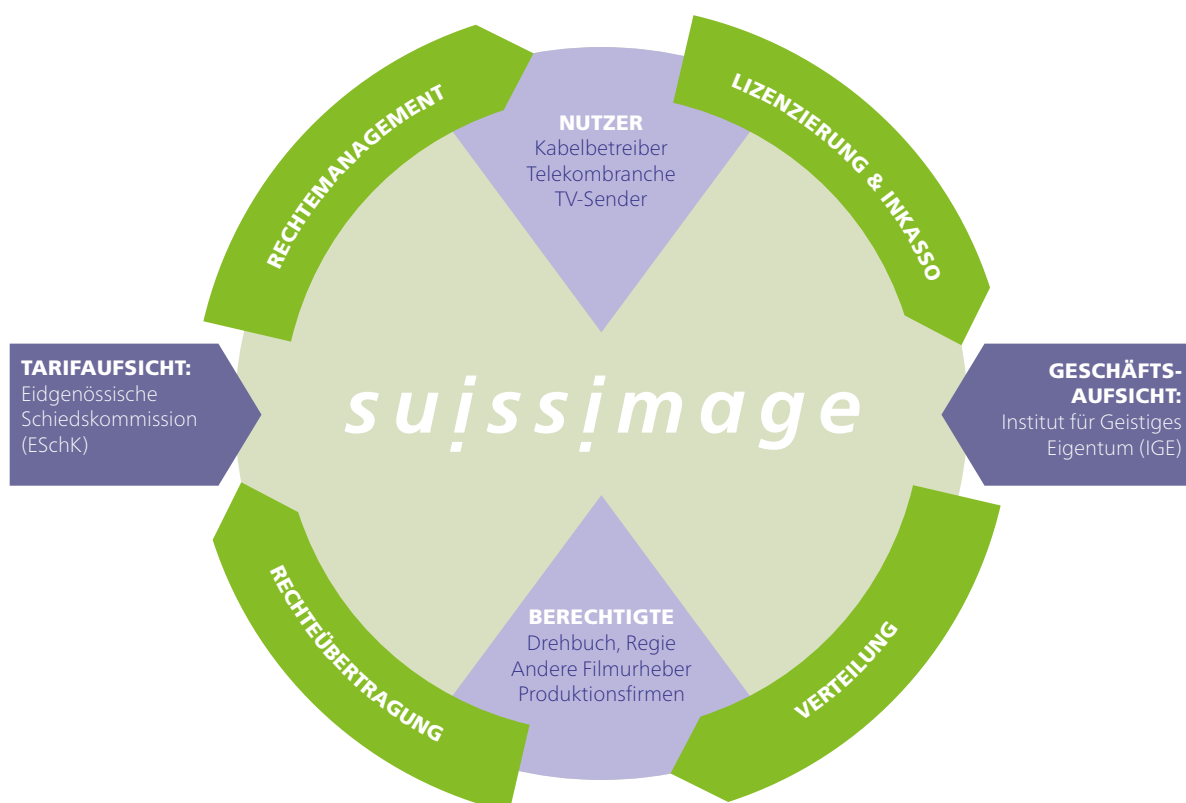 RECHTEMANAGEMENT
NUTZER
Kabelbetreiber
Telekombranche
TV-Sender
LIZENZIERUNG & INKASSO
TARIFAUFSICHT:
Eidgenössische
Schiedskommission
(ESchK)
suissimage
GESCHÄFTS-
AUFSICHT:
Institut für Geistiges
Eigentum (IGE)
RECHTEÜBERTRAGUNG
BERECHTIGTE
Drehbuch, Regie
Andere Filmurheber
Produktionsfirmen
VERTEILUNG